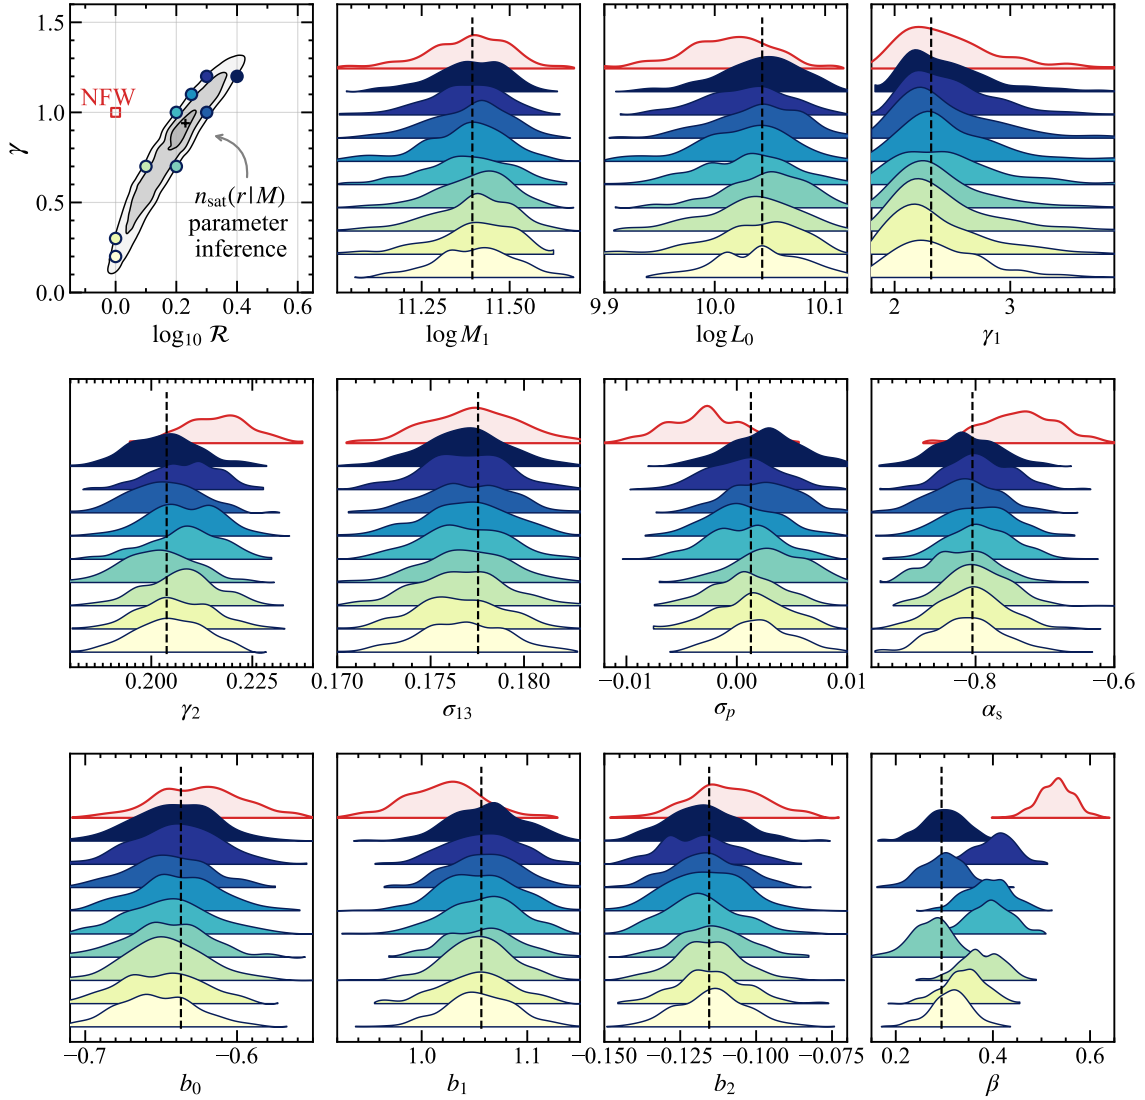 1.5
1.0
0.5
0.0
γ
NFW
n_sat(r|M)
parameter
inference
0.0 0.2 0.4 0.6
log₁₀ ℛ
11.25 11.50
log M₁
9.9 10.0 10.1
log L₀
2 3
γ₁
0.200 0.225
γ₂
0.170 0.175 0.180
σ₁₃
−0.01 0.00 0.01
σₚ
−0.8 −0.6
αₛ
−0.7 −0.6
b₀
1.0 1.1
b₁
−0.150 −0.125 −0.100 −0.075
b₂
0.2 0.4 0.6
β